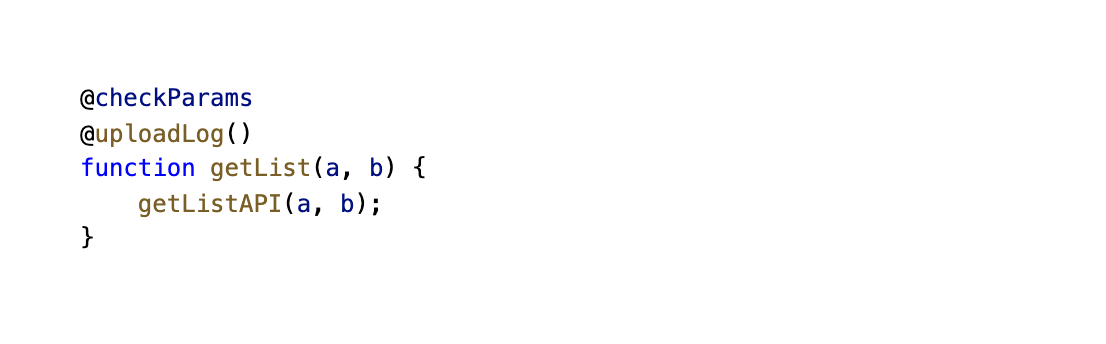 @checkParams
@uploadLog()
function getList(a, b) {
    getListAPI(a, b);
}